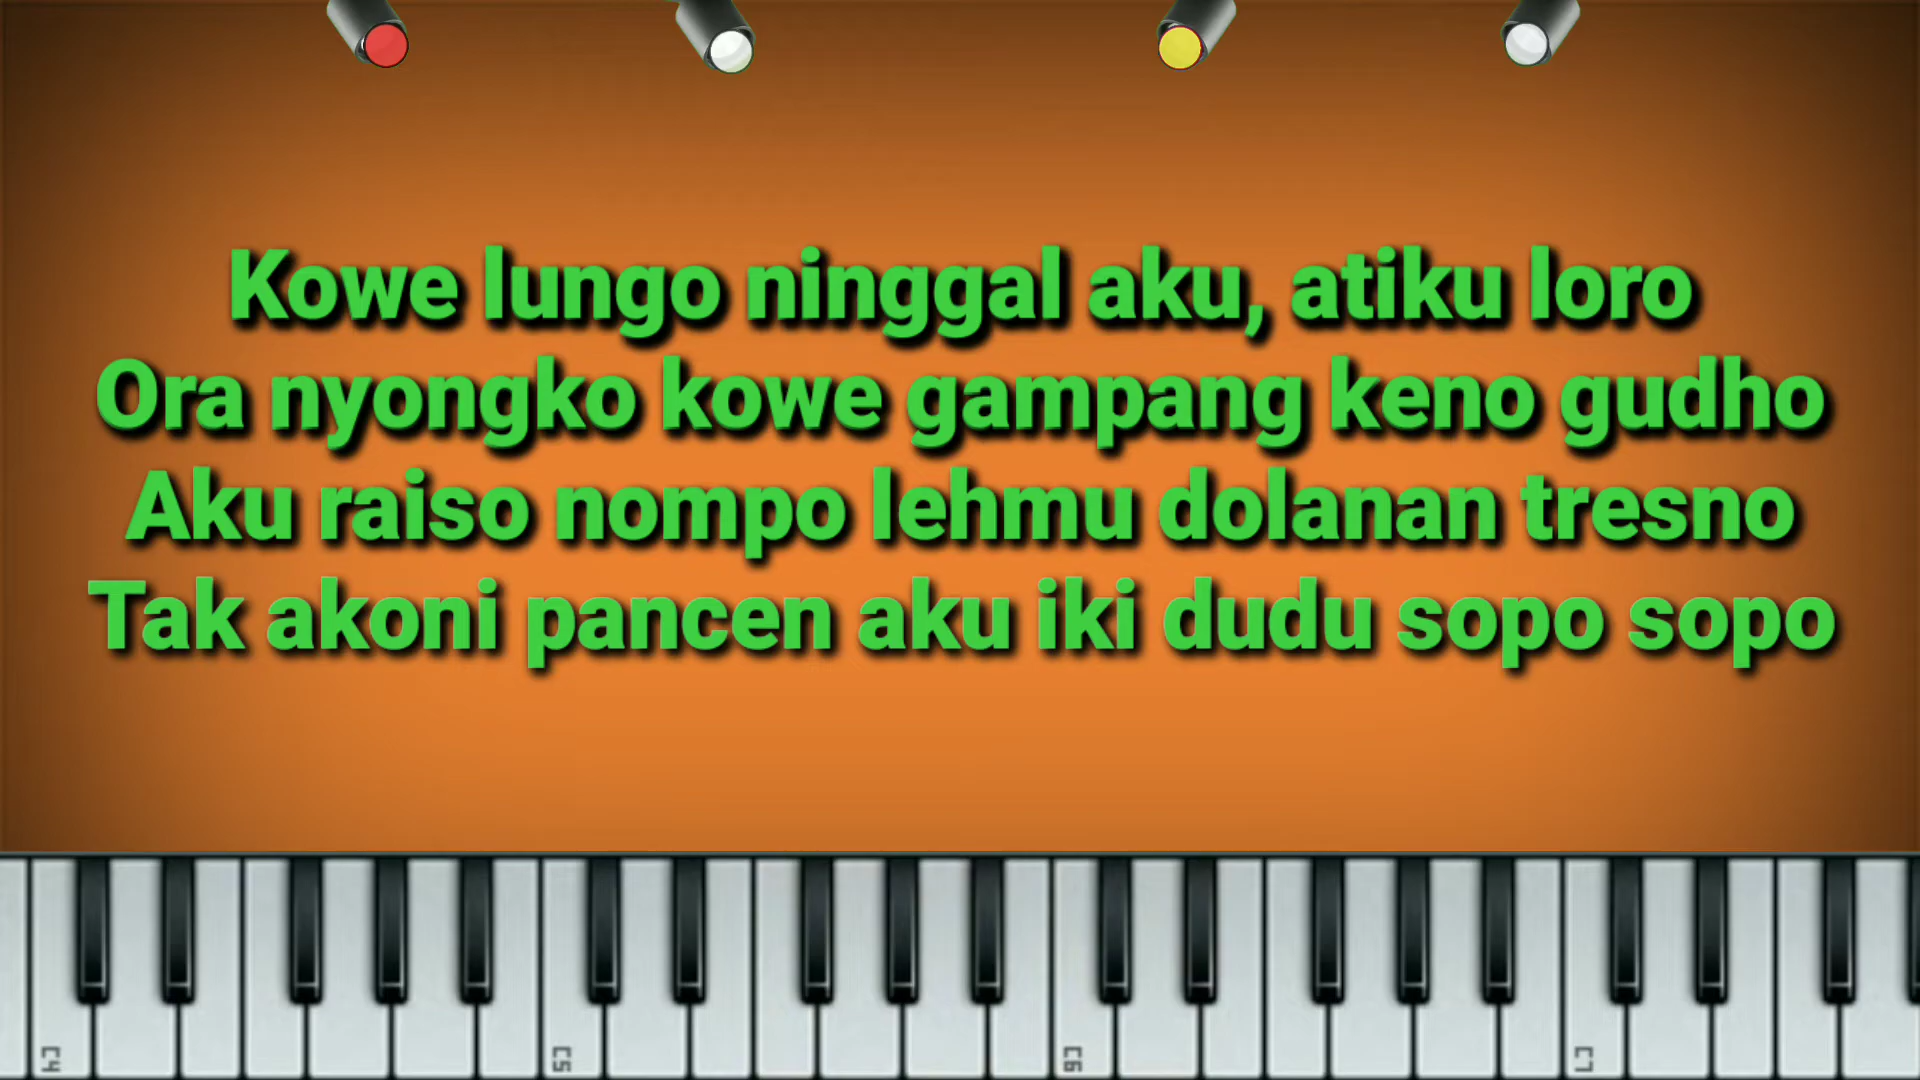 Kowe lungo ninggal aku, atiku loro
Ora nyongko kowe gampang keno gudho
Aku raiso nompo lehmu dolanan tresno
Tak akoni pancen aku iki dudu sopo sopo
C4
C5
C6
C7